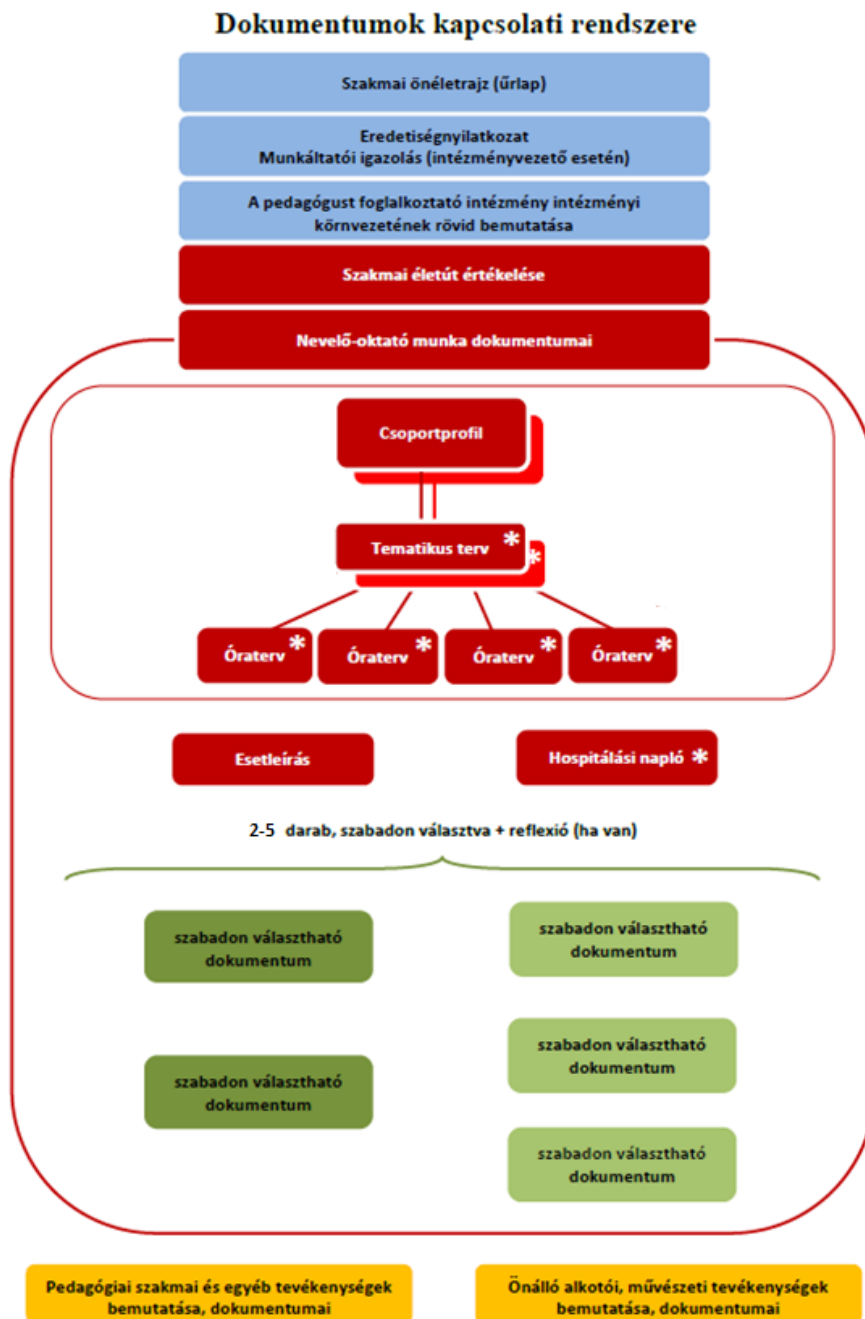 Dokumentumok kapcsolati rendszere
Szakmai önéletrajz (űrlap)
Eredetiségnyilatkozat
Munkáltatói igazolás (intézményvezető esetén)
A pedagógust foglalkoztató intézmény intézményi
környezetének rövid bemutatása
Szakmai életút értékelése
Nevelő-oktató munka dokumentumai
Csoportprofil
Tematikus terv *
*
Óraterv * Óraterv * Óraterv * Óraterv *
Esetleírás Hospitálási napló *
2-5 darab, szabadon választva + reflexió (ha van)
szabadon választható
dokumentum
szabadon választható
dokumentum
szabadon választható
dokumentum
szabadon választható
dokumentum
szabadon választható
dokumentum
Pedagógiai szakmai és egyéb tevékenységek
bemutatása, dokumentumai
Önálló alkotói, művészeti tevékenységek
bemutatása, dokumentumai